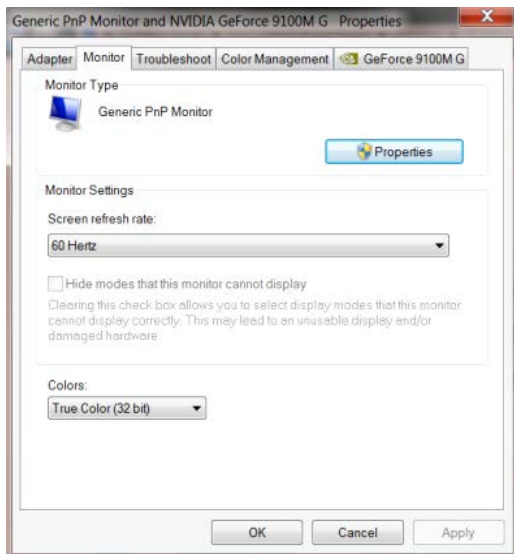 Generic PnP Monitor and NVIDIA GeForce 9100M G Properties
Adapter Monitor Troubleshoot Color Management GeForce 9100M G
Monitor Type
Generic PnP Monitor
Properties
Monitor Settings
Screen refresh rate:
60 Hertz
Hide modes that this monitor cannot display
Clearing this check box allows you to select display modes that this monitor
cannot display correctly. This may lead to an unusable display and/or
damaged hardware.
Colors:
True Color (32 bit)
OK Cancel Apply